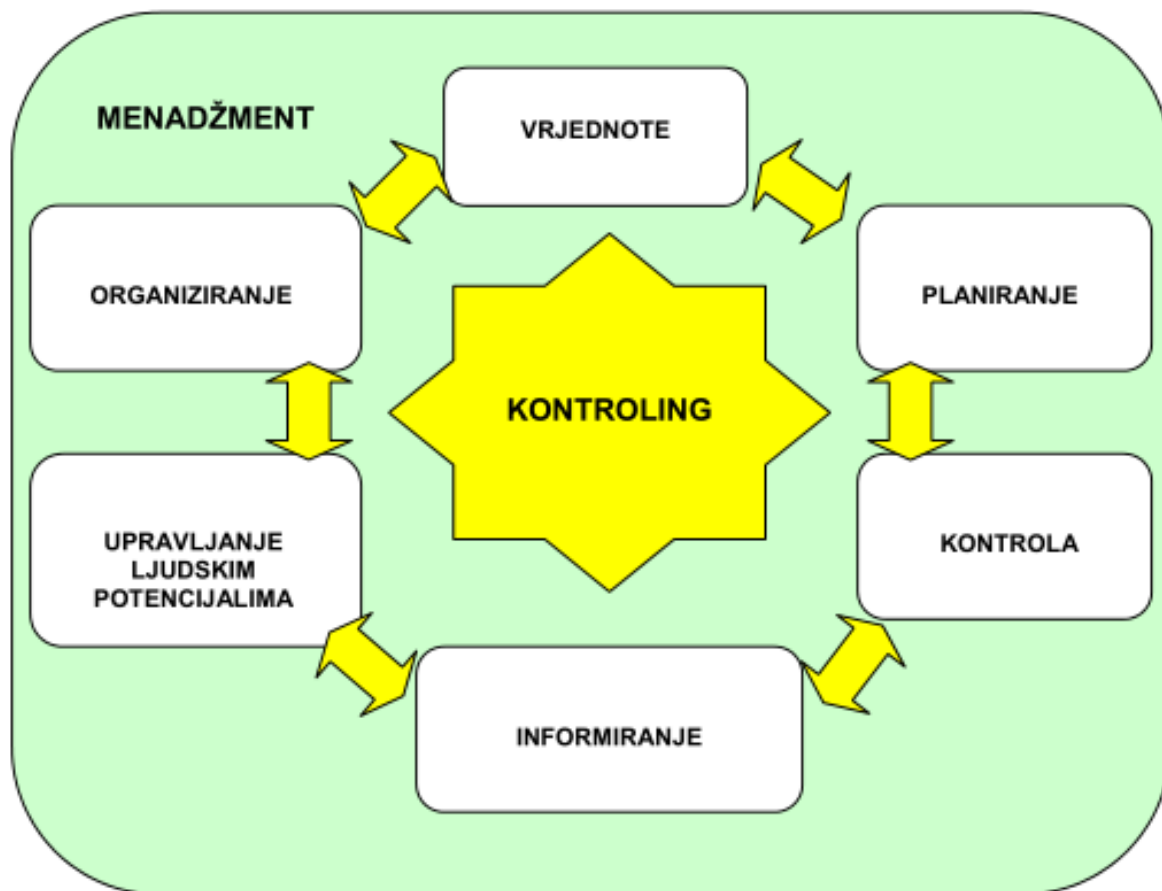 MENADŽMENT
VRJEDNOTE
ORGANIZIRANJE
PLANIRANJE
KONTROLING
UPRAVLJANJE
LJUDSKIM
POTENCIJALIMA
KONTROLA
INFORMIRANJE